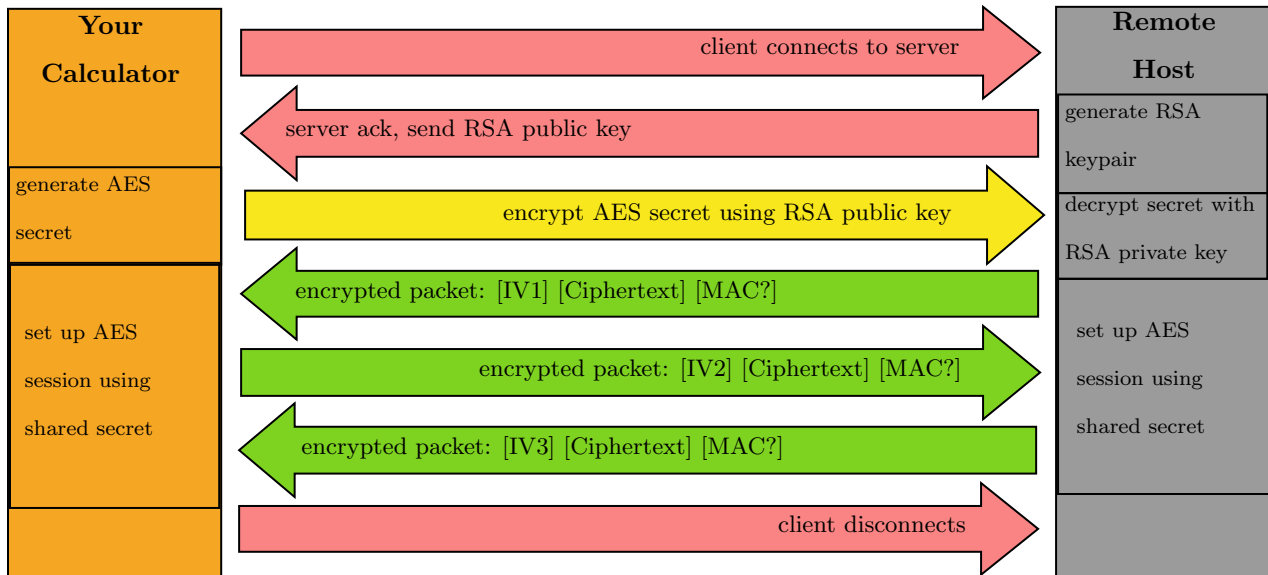 Your
Calculator
Remote
Host
client connects to server
generate RSA
keypair
server ack, send RSA public key
generate AES
secret
encrypt AES secret using RSA public key
decrypt secret with
RSA private key
encrypted packet: [IV1] [Ciphertext] [MAC?]
set up AES
session using
shared secret
set up AES
session using
shared secret
encrypted packet: [IV2] [Ciphertext] [MAC?]
encrypted packet: [IV3] [Ciphertext] [MAC?]
client disconnects